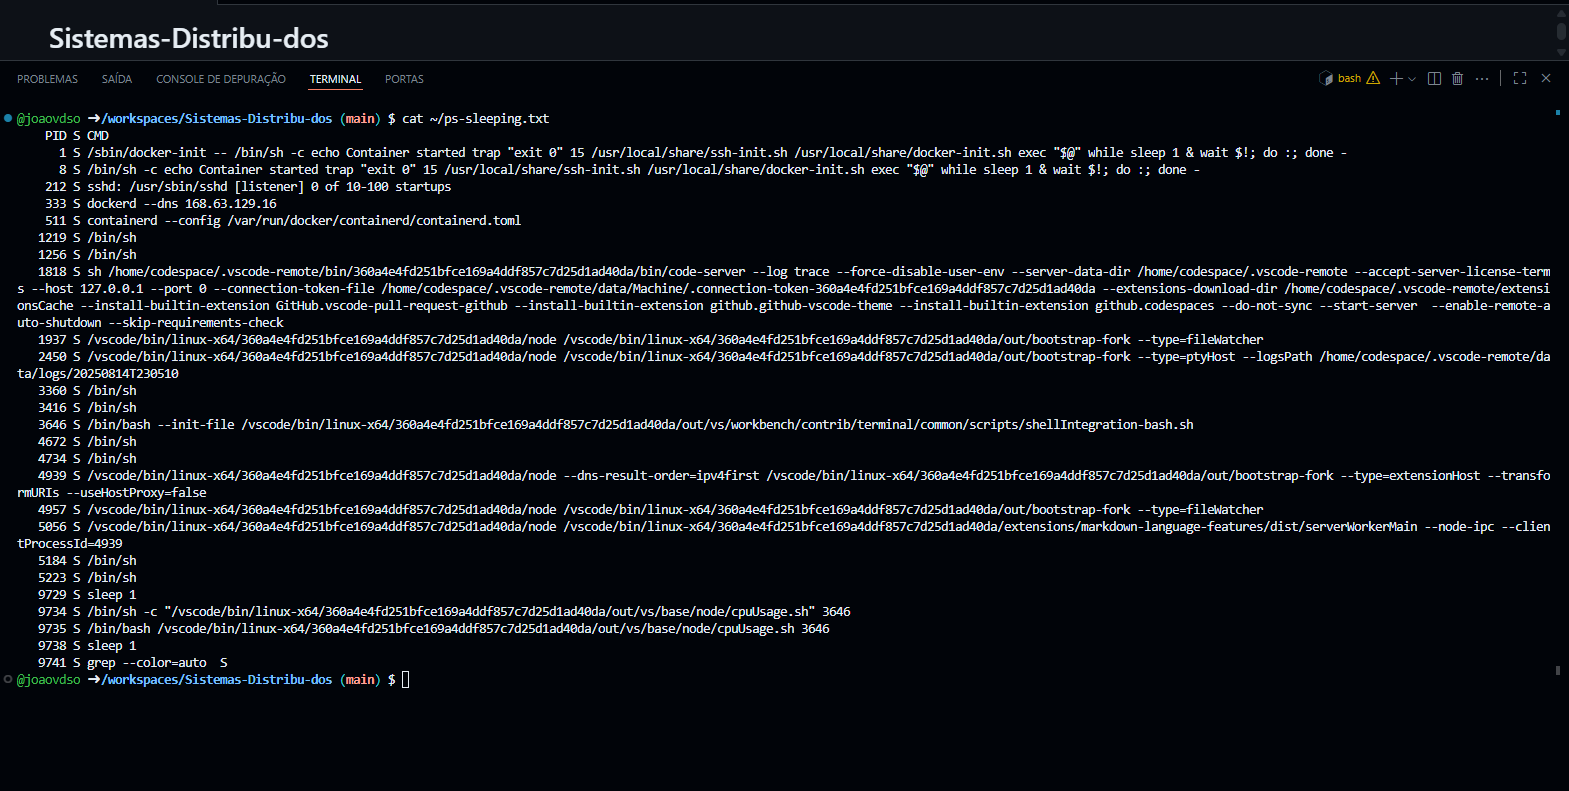 Sistemas-Distribu-dos
PROBLEMAS SAÍDA CONSOLE DE DEPURAÇÃO TERMINAL PORTAS bash
@joaovdso ➜/workspaces/Sistemas-Distribu-dos (main) $ cat ~/ps-sleeping.txt
PID S CMD
1 S /sbin/docker-init -- /bin/sh -c echo Container started trap "exit 0" 15 /usr/local/share/ssh-init.sh /usr/local/share/docker-init.sh exec "$@" while sleep 1 & wait $!; do :; done -
8 S /bin/sh -c echo Container started trap "exit 0" 15 /usr/local/share/ssh-init.sh /usr/local/share/docker-init.sh exec "$@" while sleep 1 & wait $!; do :; done -
212 S sshd: /usr/sbin/sshd [listener] 0 of 10-100 startups
333 S dockerd --dns 168.63.129.16
511 S containerd --config /var/run/docker/containerd/containerd.toml
1219 S /bin/sh
1256 S /bin/sh
1818 S sh /home/codespace/.vscode-remote/bin/360a4e4fd251bfce169a4ddf857c7d25d1ad40da/bin/code-server --log trace --force-disable-user-env --server-data-dir /home/codespace/.vscode-remote --accept-server-license-term
s --host 127.0.0.1 --port 0 --connection-token-file /home/codespace/.vscode-remote/data/Machine/.connection-token-360a4e4fd251bfce169a4ddf857c7d25d1ad40da --extensions-download-dir /home/codespace/.vscode-remote/extensi
onsCache --install-builtin-extension GitHub.vscode-pull-request-github --install-builtin-extension github.github-vscode-theme --install-builtin-extension github.codespaces --do-not-sync --start-server  --enable-remote-a
uto-shutdown --skip-requirements-check
1937 S /vscode/bin/linux-x64/360a4e4fd251bfce169a4ddf857c7d25d1ad40da/node /vscode/bin/linux-x64/360a4e4fd251bfce169a4ddf857c7d25d1ad40da/out/bootstrap-fork --type=fileWatcher
2450 S /vscode/bin/linux-x64/360a4e4fd251bfce169a4ddf857c7d25d1ad40da/node /vscode/bin/linux-x64/360a4e4fd251bfce169a4ddf857c7d25d1ad40da/out/bootstrap-fork --type=ptyHost --logsPath /home/codespace/.vscode-remote/da
ta/logs/20250814T230510
3360 S /bin/sh
3416 S /bin/sh
3646 S /bin/bash --init-file /vscode/bin/linux-x64/360a4e4fd251bfce169a4ddf857c7d25d1ad40da/out/vs/workbench/contrib/terminal/common/scripts/shellIntegration-bash.sh
4672 S /bin/sh
4734 S /bin/sh
4939 S /vscode/bin/linux-x64/360a4e4fd251bfce169a4ddf857c7d25d1ad40da/node --dns-result-order=ipv4first /vscode/bin/linux-x64/360a4e4fd251bfce169a4ddf857c7d25d1ad40da/out/bootstrap-fork --type=extensionHost --transfo
rmURIs --useHostProxy=false
4957 S /vscode/bin/linux-x64/360a4e4fd251bfce169a4ddf857c7d25d1ad40da/node /vscode/bin/linux-x64/360a4e4fd251bfce169a4ddf857c7d25d1ad40da/out/bootstrap-fork --type=fileWatcher
5056 S /vscode/bin/linux-x64/360a4e4fd251bfce169a4ddf857c7d25d1ad40da/node /vscode/bin/linux-x64/360a4e4fd251bfce169a4ddf857c7d25d1ad40da/extensions/markdown-language-features/dist/serverWorkerMain --node-ipc --clien
tProcessId=4939
5184 S /bin/sh
5223 S /bin/sh
9729 S sleep 1
9734 S /bin/sh -c "/vscode/bin/linux-x64/360a4e4fd251bfce169a4ddf857c7d25d1ad40da/out/vs/base/node/cpuUsage.sh" 3646
9735 S /bin/bash /vscode/bin/linux-x64/360a4e4fd251bfce169a4ddf857c7d25d1ad40da/out/vs/base/node/cpuUsage.sh 3646
9738 S sleep 1
9741 S grep --color=auto  S
@joaovdso ➜/workspaces/Sistemas-Distribu-dos (main) $